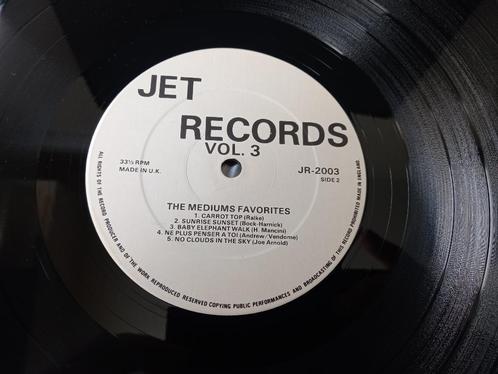 JET
RECORDS
VOL. 3
33⅓ RPM
MADE IN U.K.
JR-2003
SIDE 2
THE MEDIUMS FAVORITES
1. CARROT TOP (Raike)
2. SUNRISE SUNSET (Bock-Harnick)
3. BABY ELEPHANT WALK (H. Mancini)
4. NE PLUS PENSER A TOI (Andrew/Vendome)
5. NO CLOUDS IN THE SKY (Joe Arnold)
ALL RIGHTS OF THE RECORD PRODUCER AND OF THE WORK REPRODUCED RESERVED COPYING PUBLIC PERFORMANCES AND BROADCASTING OF THIS RECORD PROHIBITED MADE IN ENGLAND